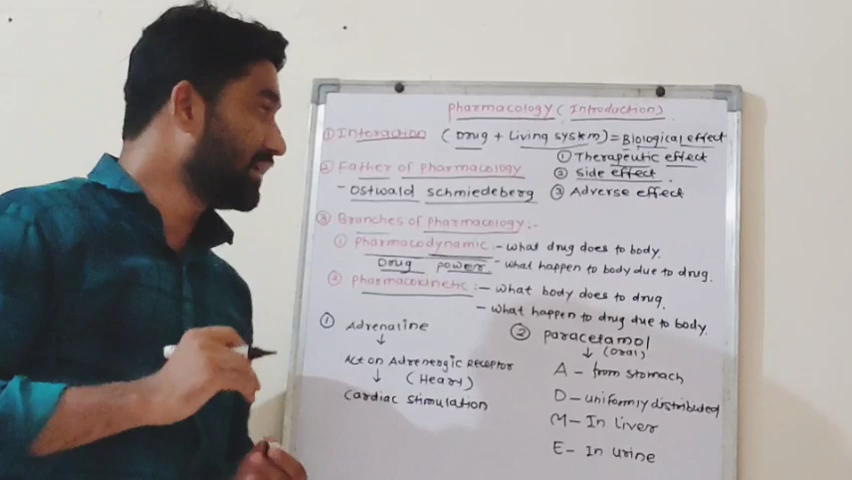 Pharmacology (Introduction)
① Interaction (Drug + Living system) = Biological effect
① Therapeutic effect
② Side effect
③ Adverse effect
② Father of pharmacology
- Ostwald schmiedeberg
③ Branches of pharmacology :-
① pharmacodynamic :- what drug does to body.
Drug power - what happen to body due to drug.
② pharmacokinetic :- what body does to drug.
- what happen to drug due to body.
① Adrenaline
↓
Act on Adrenergic Receptor
↓ (Heart)
Cardiac stimulation
② paracetamol
↓ (oral)
A - from stomach
D - uniformly distributed
M - In liver
E - In urine